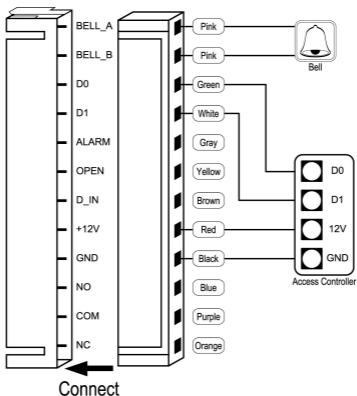 BELL_A Pink
BELL_B Pink
Bell
D0 Green
D1 White
ALARM Gray
OPEN Yellow
D0
D_IN Brown
D1
+12V Red 12V
GND Black GND
Access Controller
NO Blue
COM Purple
NC Orange
Connect